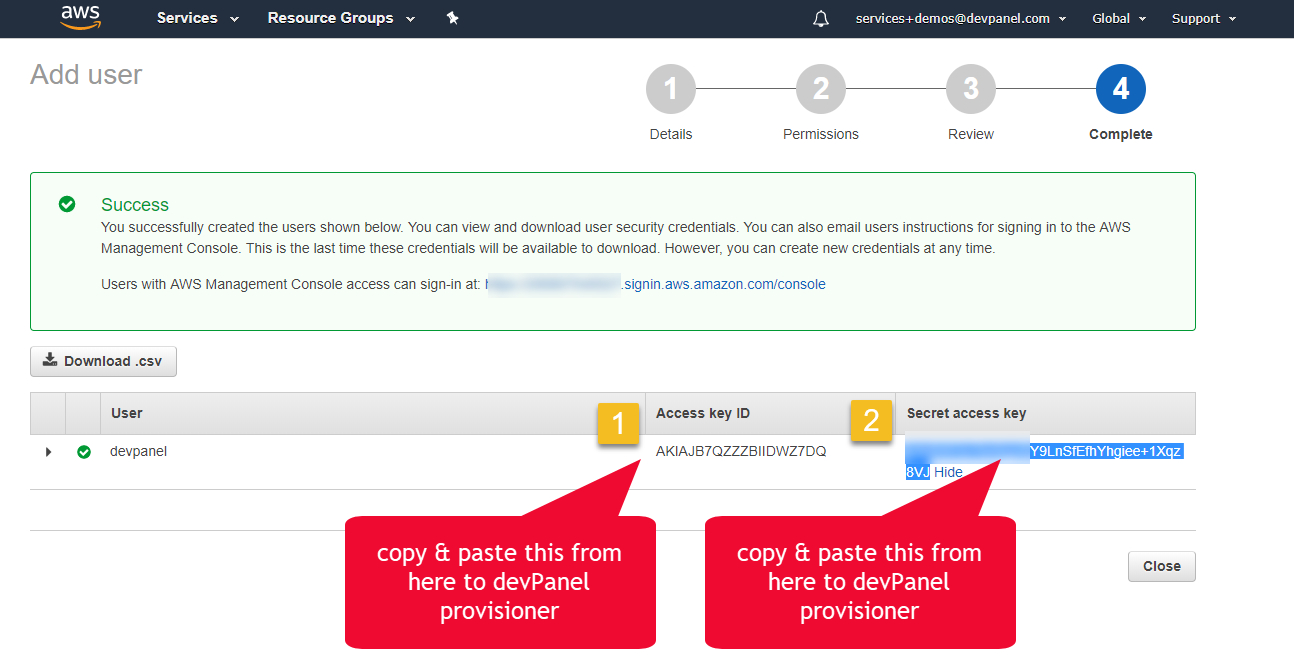 aws
Services
Resource Groups
services+demos@devpanel.com
Global
Support
Add user
1
2
3
4
Details
Permissions
Review
Complete
Success
You successfully created the users shown below. You can view and download user security credentials. You can also email users instructions for signing in to the AWS
Management Console. This is the last time these credentials will be available to download. However, you can create new credentials at any time.
Users with AWS Management Console access can sign-in at: .signin.aws.amazon.com/console
Download .csv
User
1
Access key ID
2
Secret access key
devpanel
AKIAJB7QZZZBIIDWZ7DQ
Y9LnSfEfhYhgiee+1Xqz
8VJ Hide
copy & paste this from
here to devPanel
provisioner
copy & paste this from
here to devPanel
provisioner
Close